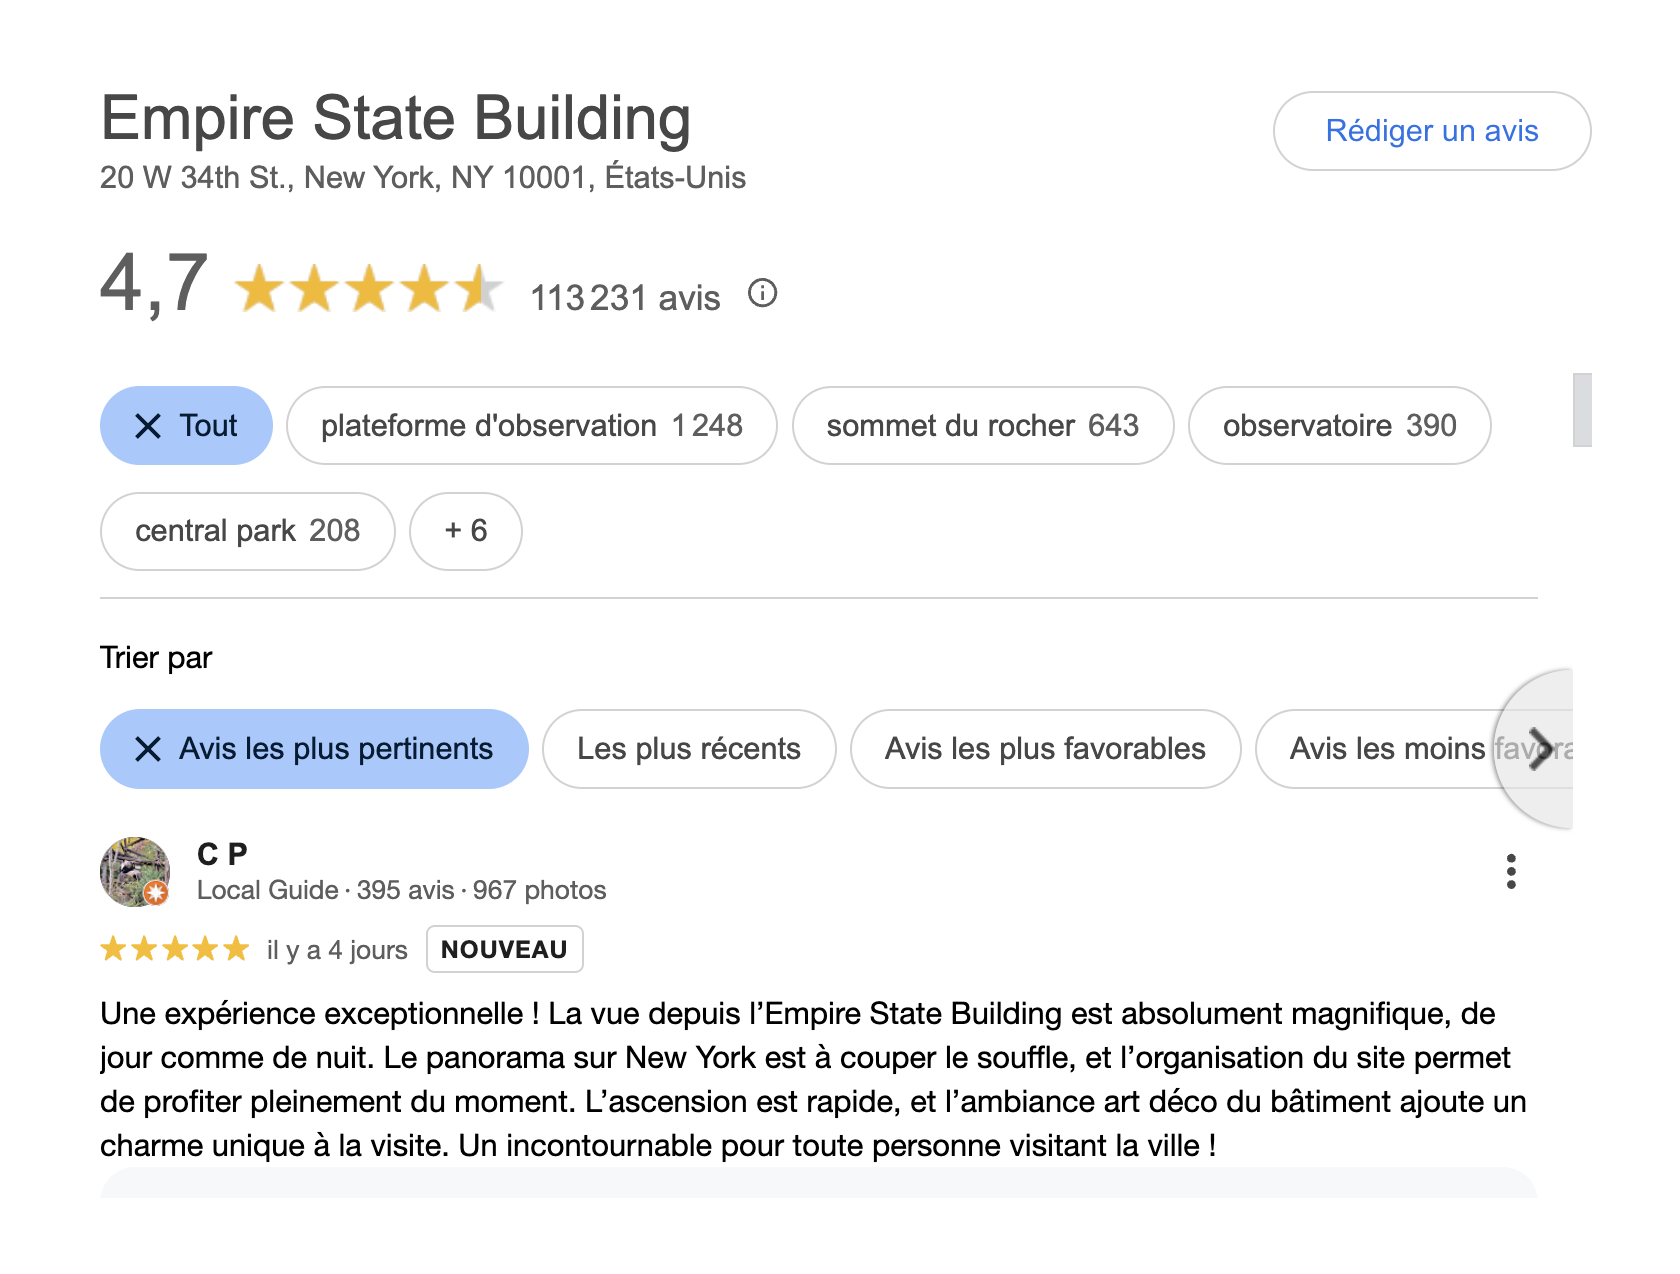 Empire State Building
Rédiger un avis
20 W 34th St., New York, NY 10001, États-Unis
4,7 113 231 avis
Tout plateforme d'observation 1 248 sommet du rocher 643 observatoire 390
central park 208 + 6
Trier par
Avis les plus pertinents Les plus récents Avis les plus favorables Avis les moins favora
C P
Local Guide · 395 avis · 967 photos
il y a 4 jours NOUVEAU
Une expérience exceptionnelle ! La vue depuis l’Empire State Building est absolument magnifique, de
jour comme de nuit. Le panorama sur New York est à couper le souffle, et l’organisation du site permet
de profiter pleinement du moment. L’ascension est rapide, et l’ambiance art déco du bâtiment ajoute un
charme unique à la visite. Un incontournable pour toute personne visitant la ville !